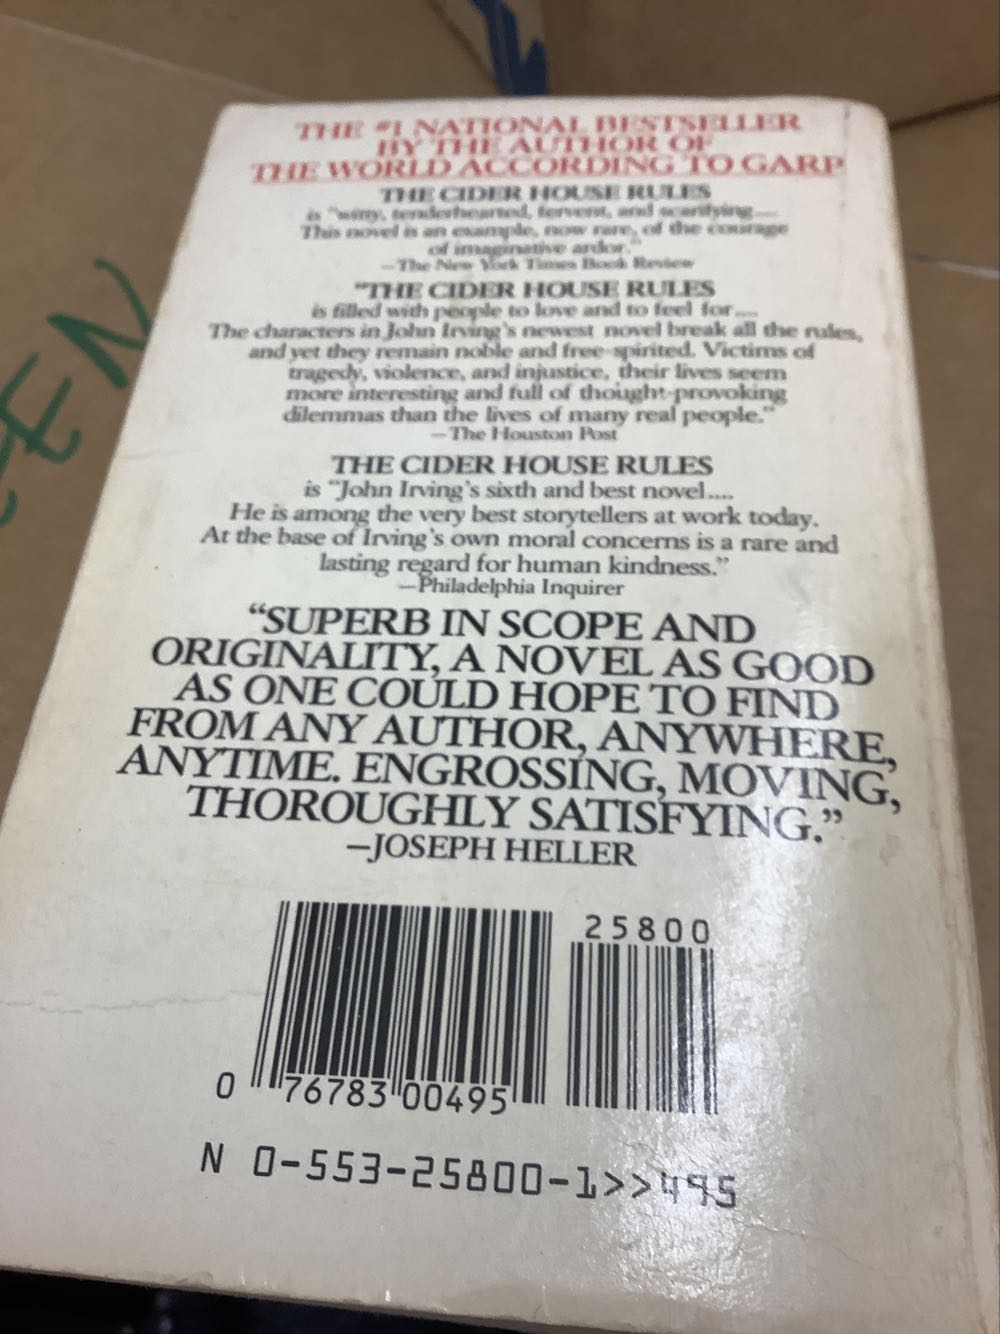 THE #1 NATIONAL BESTSELLER
BY THE AUTHOR OF
THE WORLD ACCORDING TO GARP
THE CIDER HOUSE RULES
is "witty, tenderhearted, fervent, and scarifying....
This novel is an example, now rare, of the courage
of imaginative ardor."
—The New York Times Book Review
"THE CIDER HOUSE RULES
is filled with people to love and to feel for....
The characters in John Irving's newest novel break all the rules,
and yet they remain noble and free-spirited. Victims of
tragedy, violence, and injustice, their lives seem
more interesting and full of thought-provoking
dilemmas than the lives of many real people."
—The Houston Post
THE CIDER HOUSE RULES
is "John Irving's sixth and best novel....
He is among the very best storytellers at work today.
At the base of Irving's own moral concerns is a rare and
lasting regard for human kindness."
—Philadelphia Inquirer
"SUPERB IN SCOPE AND
ORIGINALITY, A NOVEL AS GOOD
AS ONE COULD HOPE TO FIND
FROM ANY AUTHOR, ANYWHERE,
ANYTIME. ENGROSSING, MOVING,
THOROUGHLY SATISFYING."
—JOSEPH HELLER
25800
0 76783 00495
N 0-553-25800-1>>495